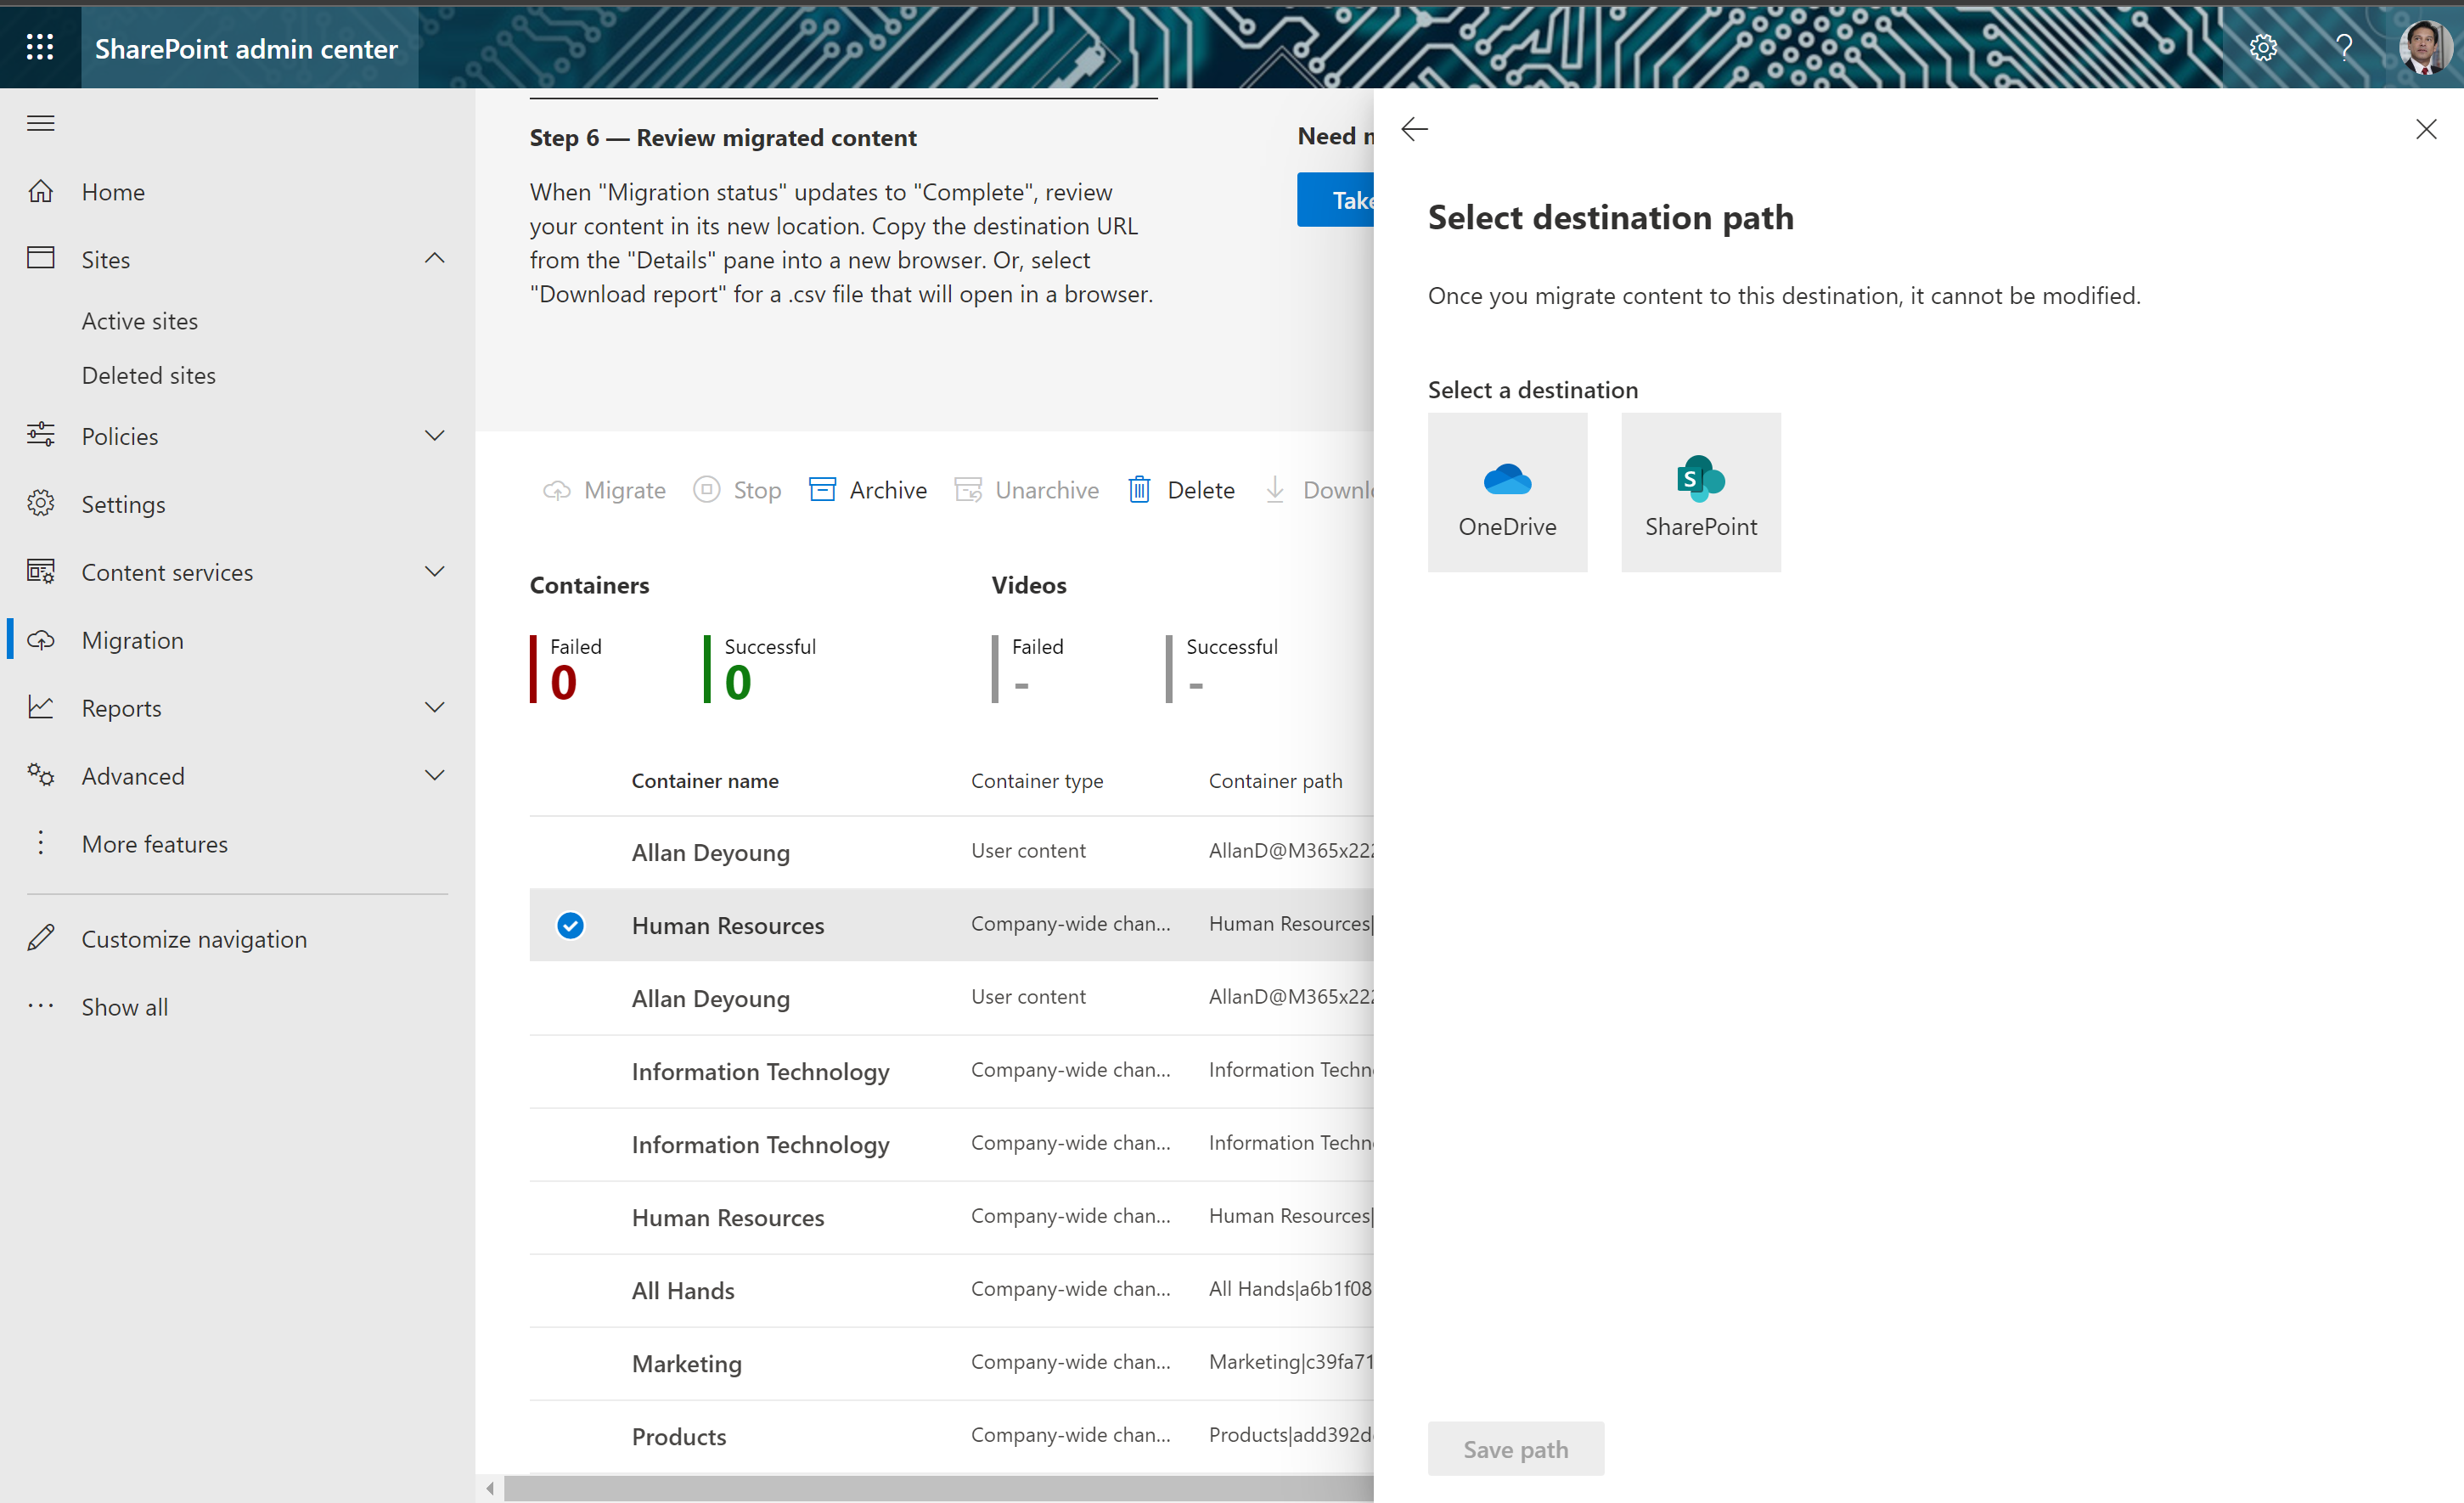 SharePoint admin center
Home
Sites
Active sites
Deleted sites
Policies
Settings
Content services
Migration
Reports
Advanced
More features
Customize navigation
Show all
Step 6 — Review migrated content
When "Migration status" updates to "Complete", review
your content in its new location. Copy the destination URL
from the "Details" pane into a new browser. Or, select
"Download report" for a .csv file that will open in a browser.
Need
Take
Migrate Stop Archive Unarchive Delete Downl
Containers Videos
Failed Successful Failed Successful
0 0 - -
Container name Container type Container path
Allan Deyoung User content AllanD@M365x222
Human Resources Company-wide chan... Human Resources|
Allan Deyoung User content AllanD@M365x222
Information Technology Company-wide chan... Information Techn
Information Technology Company-wide chan... Information Techn
Human Resources Company-wide chan... Human Resources|
All Hands Company-wide chan... All Hands|a6b1f08
Marketing Company-wide chan... Marketing|c39fa71
Products Company-wide chan... Products|add392d
Select destination path
Once you migrate content to this destination, it cannot be modified.
Select a destination
OneDrive SharePoint
Save path